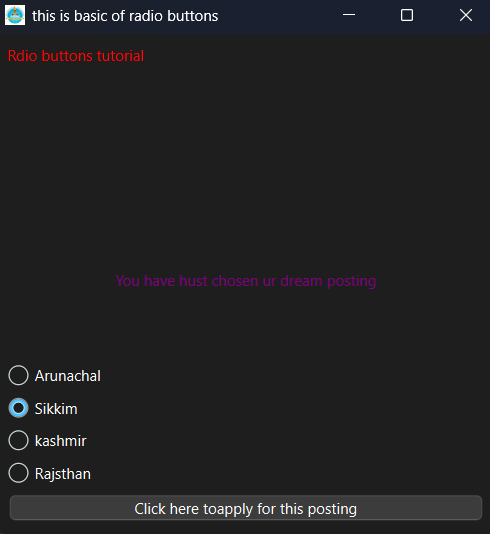 this is basic of radio buttons
Rdio buttons tutorial
You have hust chosen ur dream posting
Arunachal
Sikkim
kashmir
Rajsthan
Click here toapply for this posting